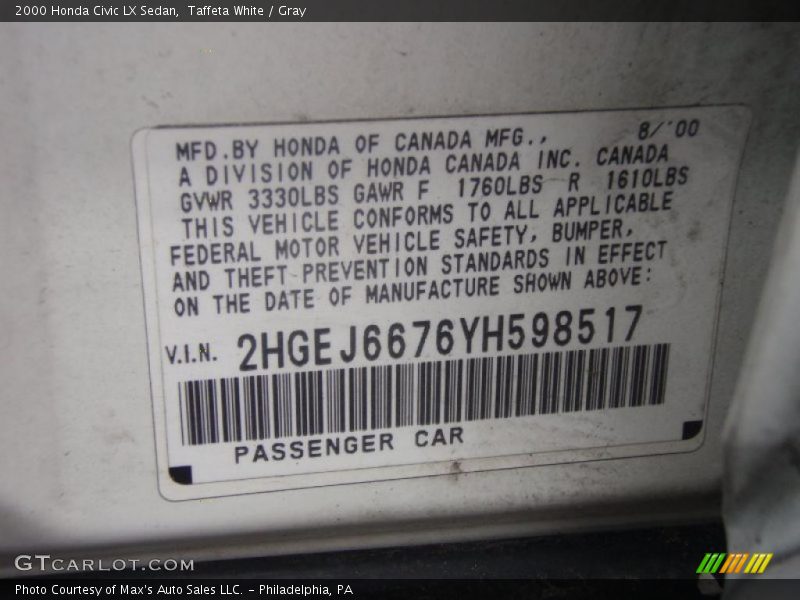 2000 Honda Civic LX Sedan,  Taffeta White / Gray
MFD.BY HONDA OF CANADA MFG., 8/'00
A DIVISION OF HONDA CANADA INC. CANADA
GVWR 3330LBS GAWR F 1760LBS R 1610LBS
THIS VEHICLE CONFORMS TO ALL APPLICABLE
FEDERAL MOTOR VEHICLE SAFETY, BUMPER,
AND THEFT PREVENTION STANDARDS IN EFFECT
ON THE DATE OF MANUFACTURE SHOWN ABOVE:
V.I.N. 2HGEJ6676YH598517
PASSENGER CAR
GTCARLOT.COM
Photo Courtesy of Max's Auto Sales LLC. - Philadelphia, PA